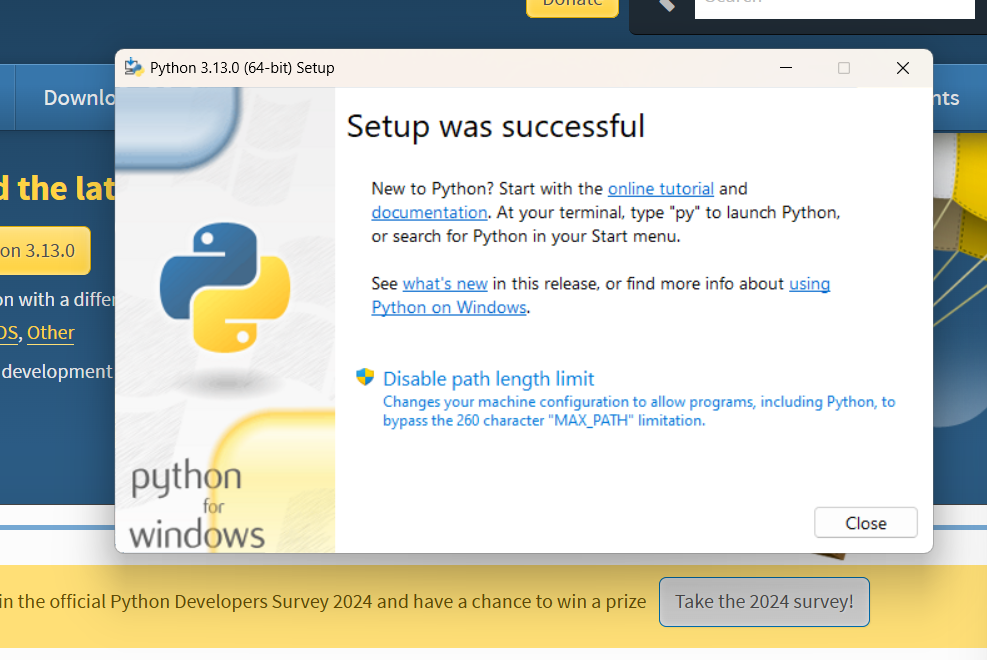 Donate
Search
Python 3.13.0 (64-bit) Setup
Downlo
nts
Setup was successful
d the lat
New to Python? Start with the online tutorial and
documentation. At your terminal, type "py" to launch Python,
or search for Python in your Start menu.
on 3.13.0
See what's new in this release, or find more info about using
Python on Windows.
on with a differ
OS, Other
development
Disable path length limit
Changes your machine configuration to allow programs, including Python, to
bypass the 260 character "MAX_PATH" limitation.
python
for
windows
Close
in the official Python Developers Survey 2024 and have a chance to win a prize
Take the 2024 survey!